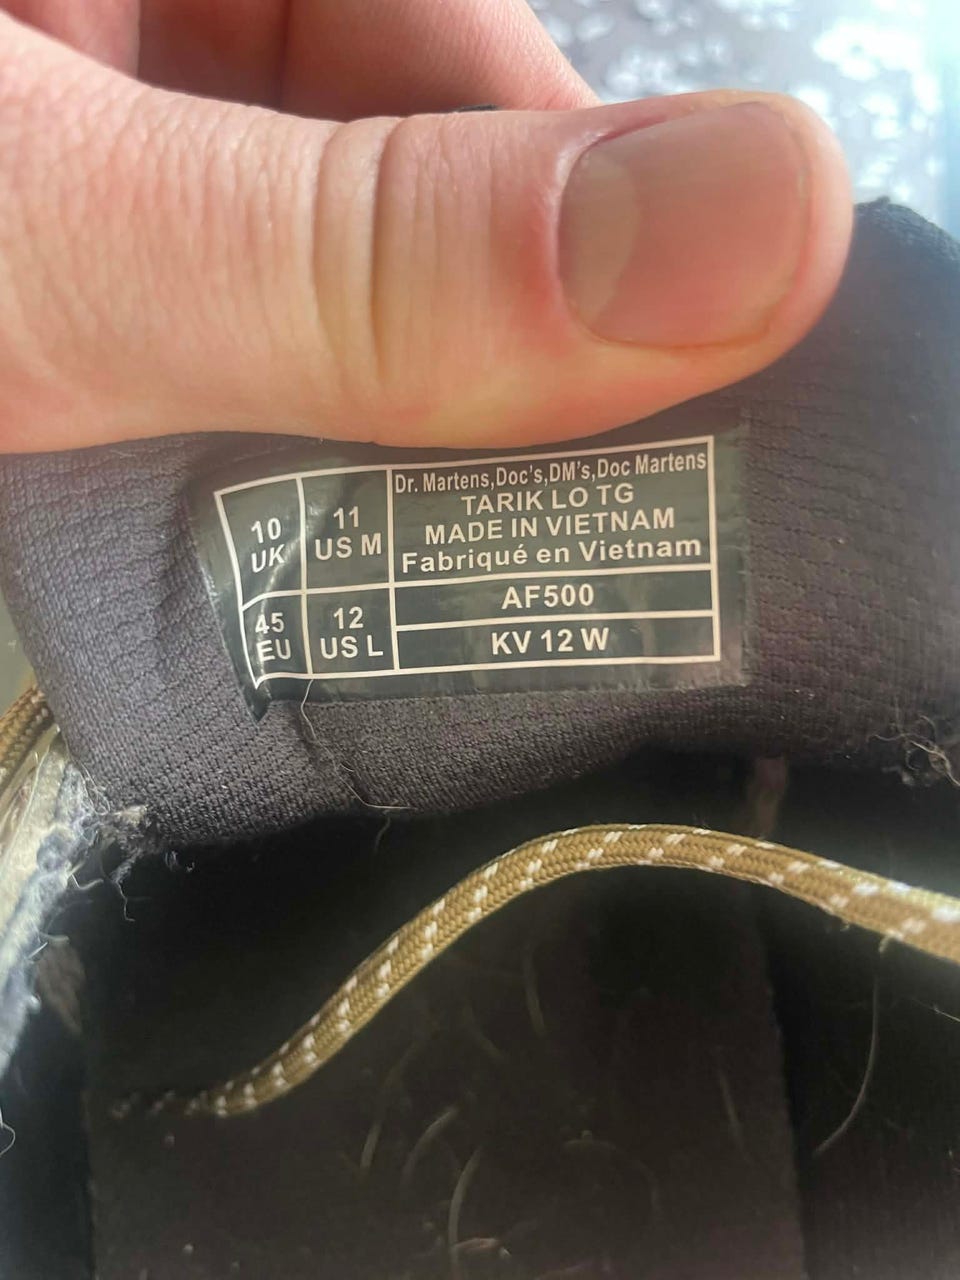 10
UK
11
US M
45
EU
12
US L
Dr. Martens,Doc's,DM's,Doc Martens
TARIK LO TG
MADE IN VIETNAM
Fabriqué en Vietnam
AF500
KV 12 W